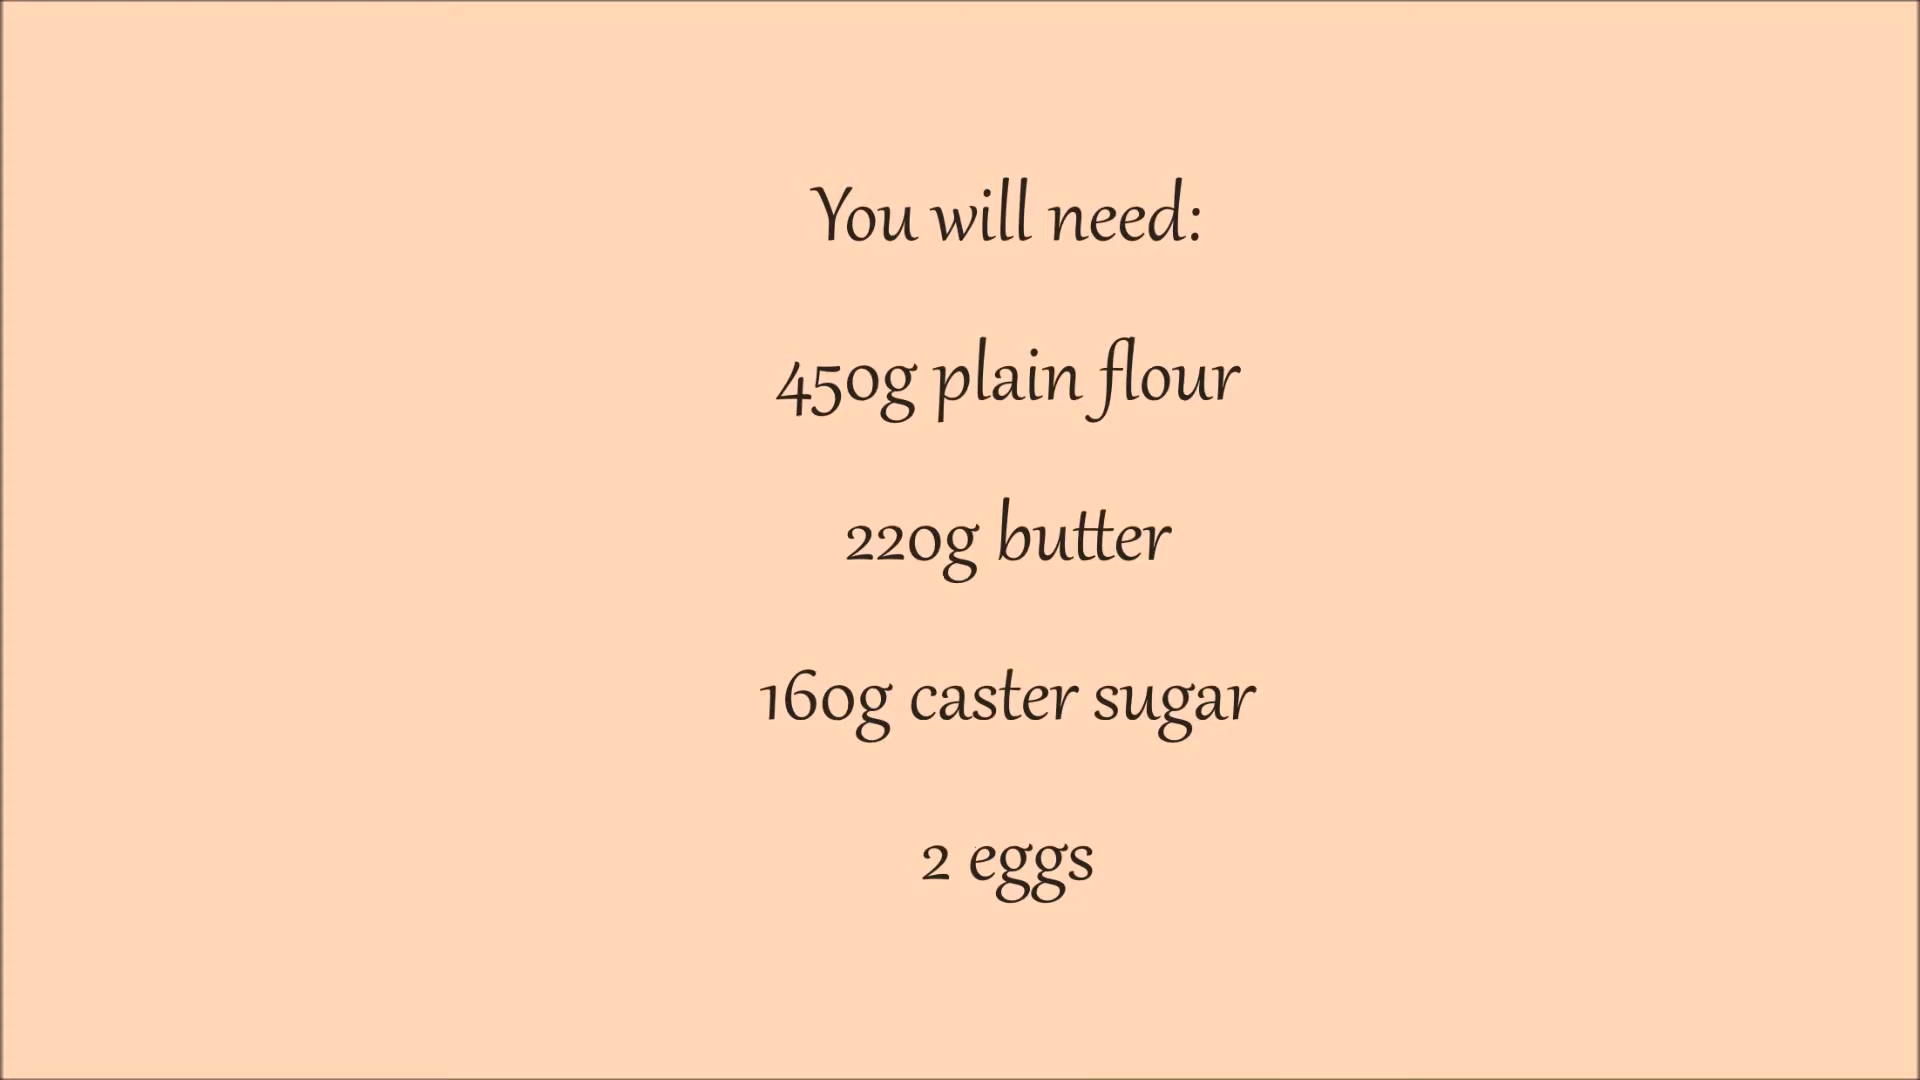 You will need:
450g plain flour
220g butter
160g caster sugar
2 eggs